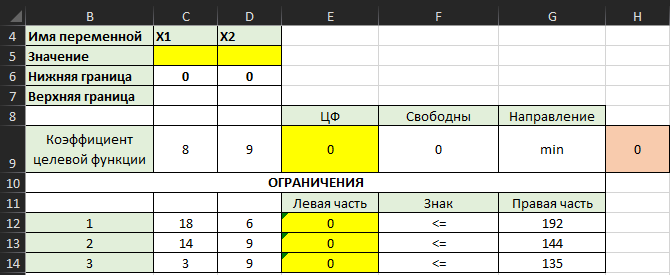 B C D E F G H
4 Имя переменной X1 X2
5 Значение
6 Нижняя граница 0 0
7 Верхняя граница
8 ЦФ Свободны Направление
9 Коэффициент целевой функции 8 9 0 0 min 0
10 ОГРАНИЧЕНИЯ
11 Левая часть Знак Правая часть
12 1 18 6 0 <= 192
13 2 14 9 0 <= 144
14 3 3 9 0 <= 135